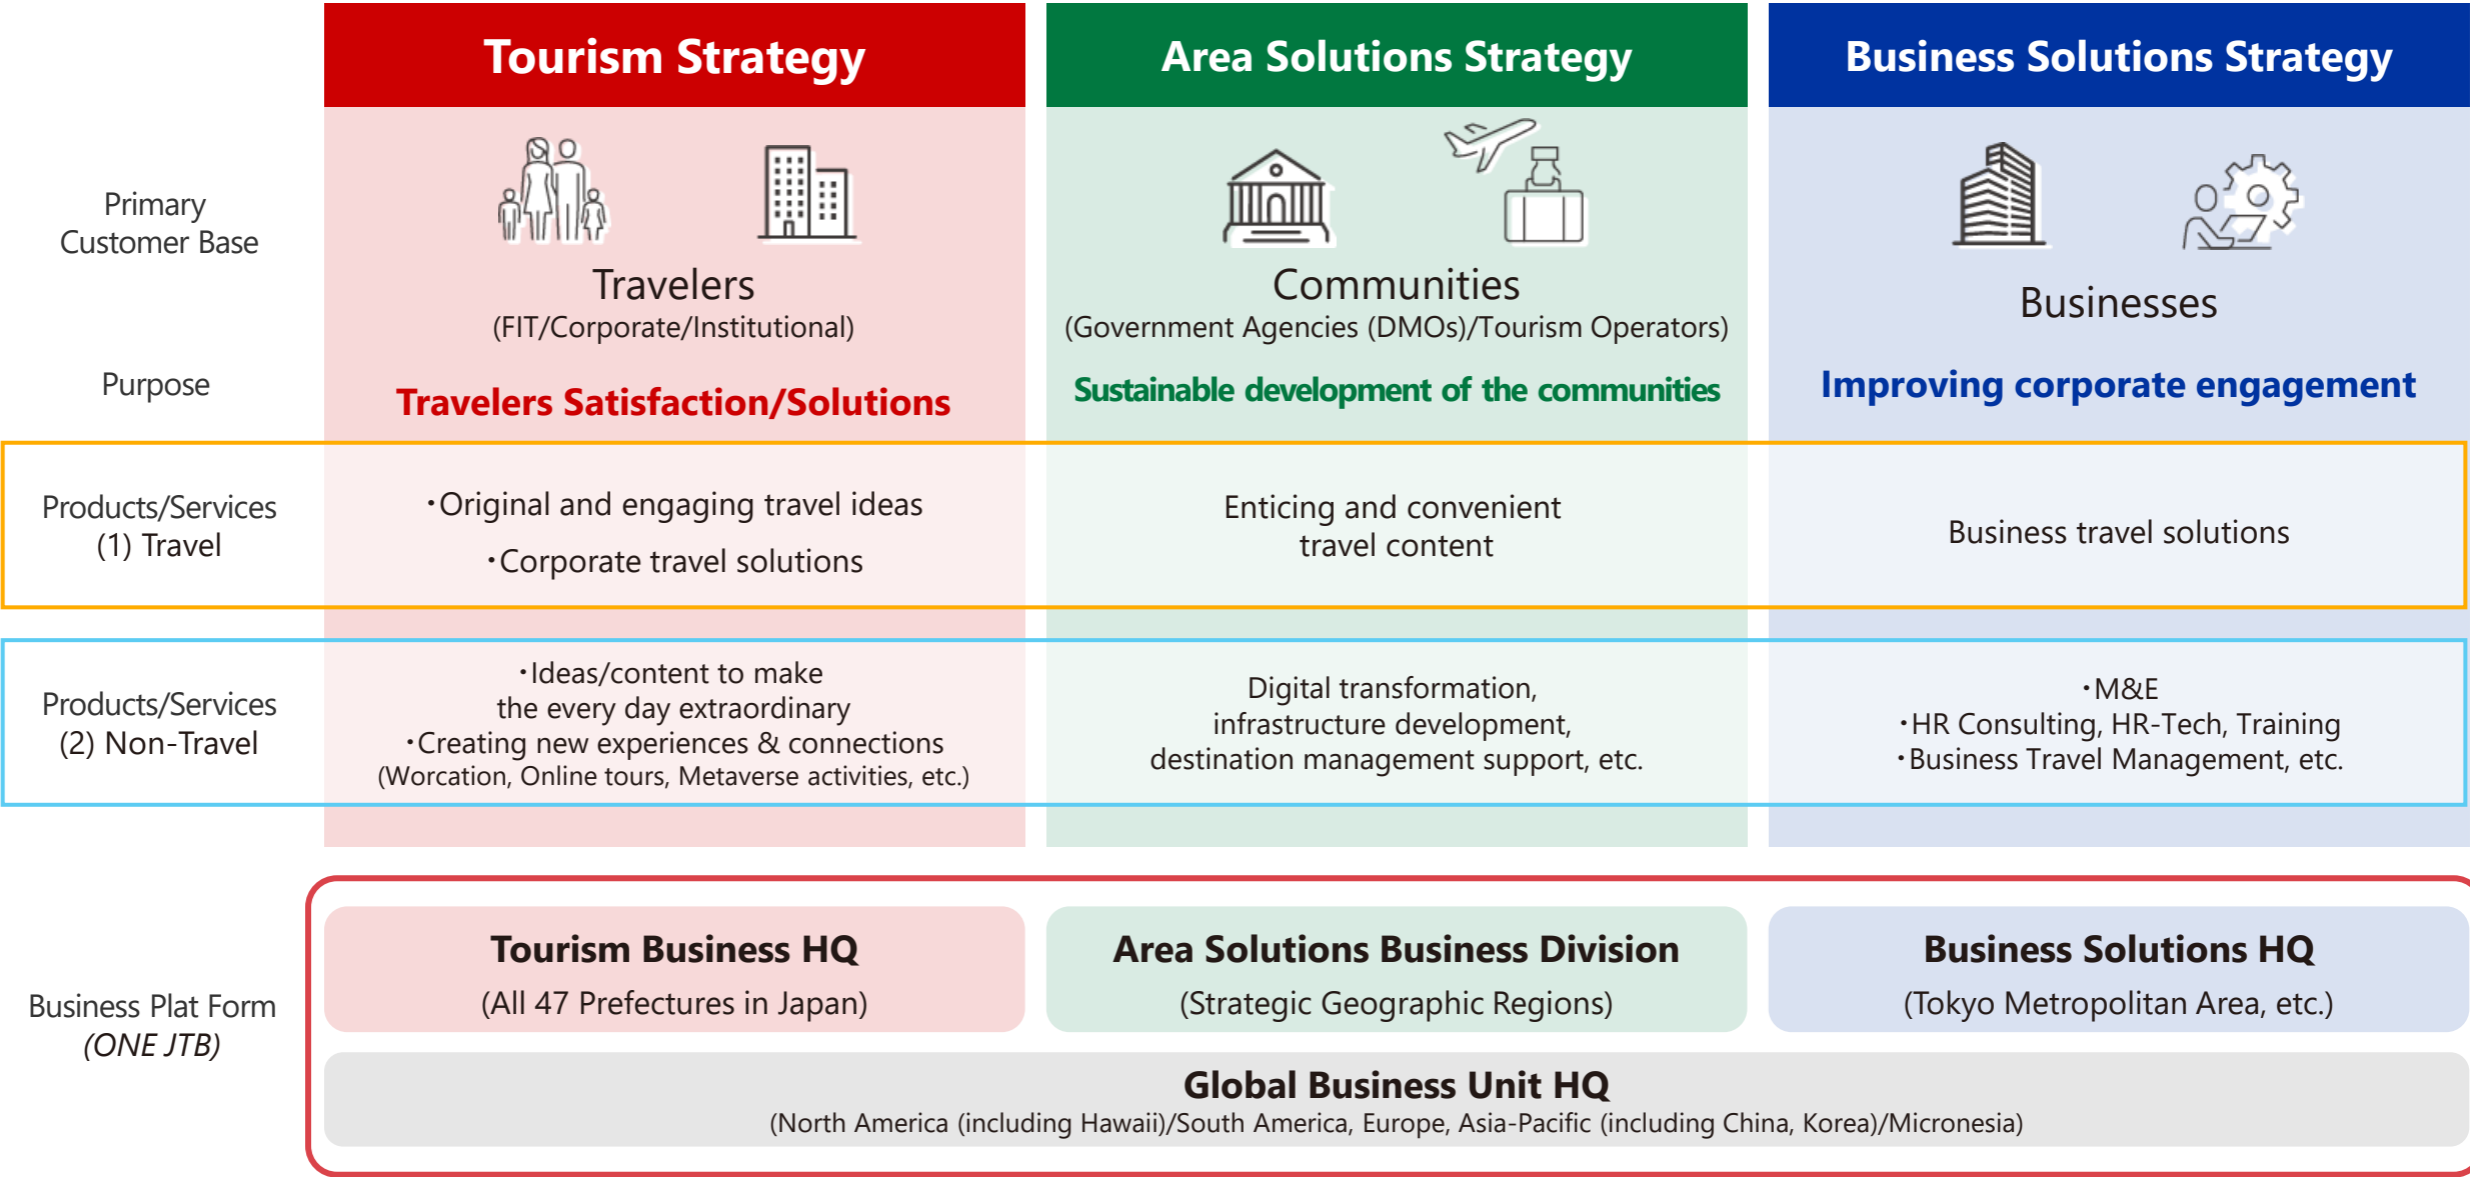 Tourism Strategy
Area Solutions Strategy
Business Solutions Strategy
Primary
Customer Base
Travelers
(FIT/Corporate/Institutional)
Communities
(Government Agencies (DMOs)/Tourism Operators)
Businesses
Purpose
Travelers Satisfaction/Solutions
Sustainable development of the communities
Improving corporate engagement
Products/Services
(1) Travel
・Original and engaging travel ideas
・Corporate travel solutions
Enticing and convenient
travel content
Business travel solutions
Products/Services
(2) Non-Travel
・Ideas/content to make
the every day extraordinary
・Creating new experiences & connections
(Worcation, Online tours, Metaverse activities, etc.)
Digital transformation,
infrastructure development,
destination management support, etc.
・M&E
・HR Consulting, HR-Tech, Training
・Business Travel Management, etc.
Business Plat Form
(ONE JTB)
Tourism Business HQ
(All 47 Prefectures in Japan)
Area Solutions Business Division
(Strategic Geographic Regions)
Business Solutions HQ
(Tokyo Metropolitan Area, etc.)
Global Business Unit HQ
(North America (including Hawaii)/South America, Europe, Asia-Pacific (including China, Korea)/Micronesia)